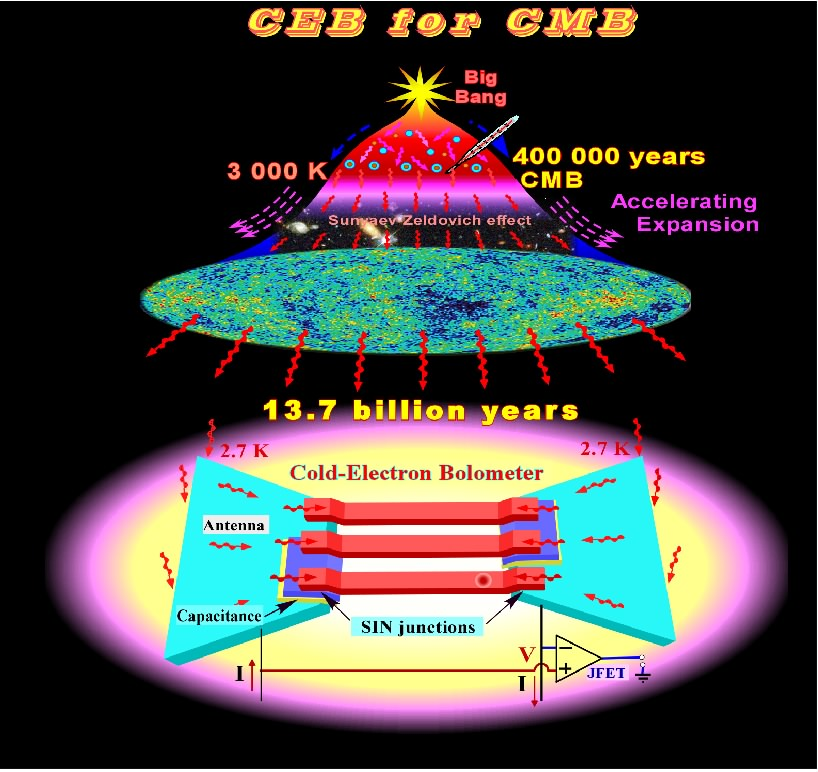 CEB for CMB
Big
Bang
3 000 K
400 000 years
CMB
Accelerating
Expansion
Sunyaev Zeldovich effect
13.7 billion years
2.7 K
2.7 K
Cold-Electron Bolometer
Antenna
Capacitance
SIN junctions
V
−
+
I
I
JFET